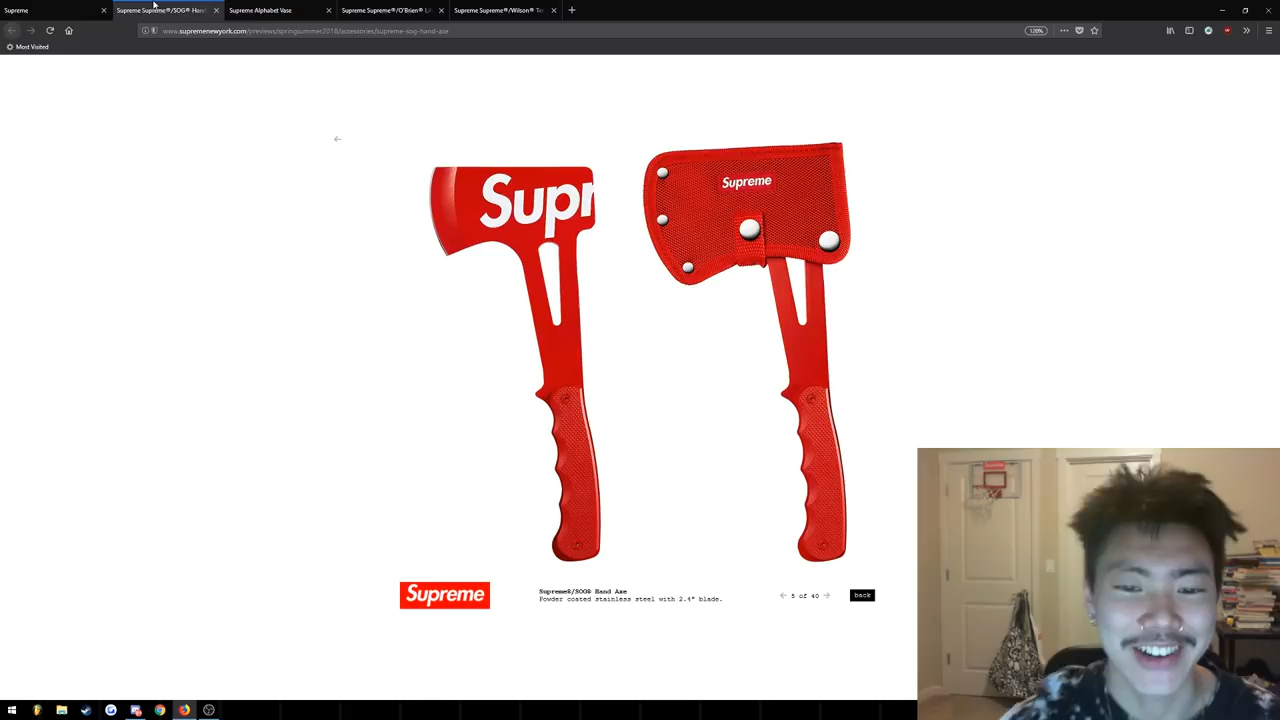 Supreme
Supreme Supreme®/SOG® Han
Supreme Alphabet Vase
Supreme Supreme®/O'Brien® L
Supreme Supreme®/Wilson® Te
www.supremenewyork.com/previews/springsummer2018/accessories/supreme-sog-hand-axe
120%
Most Visited
Supr
Supreme
Supreme
Supreme®/SOG® Hand Axe
Powder coated stainless steel with 2.4" blade.
5 of 40
back